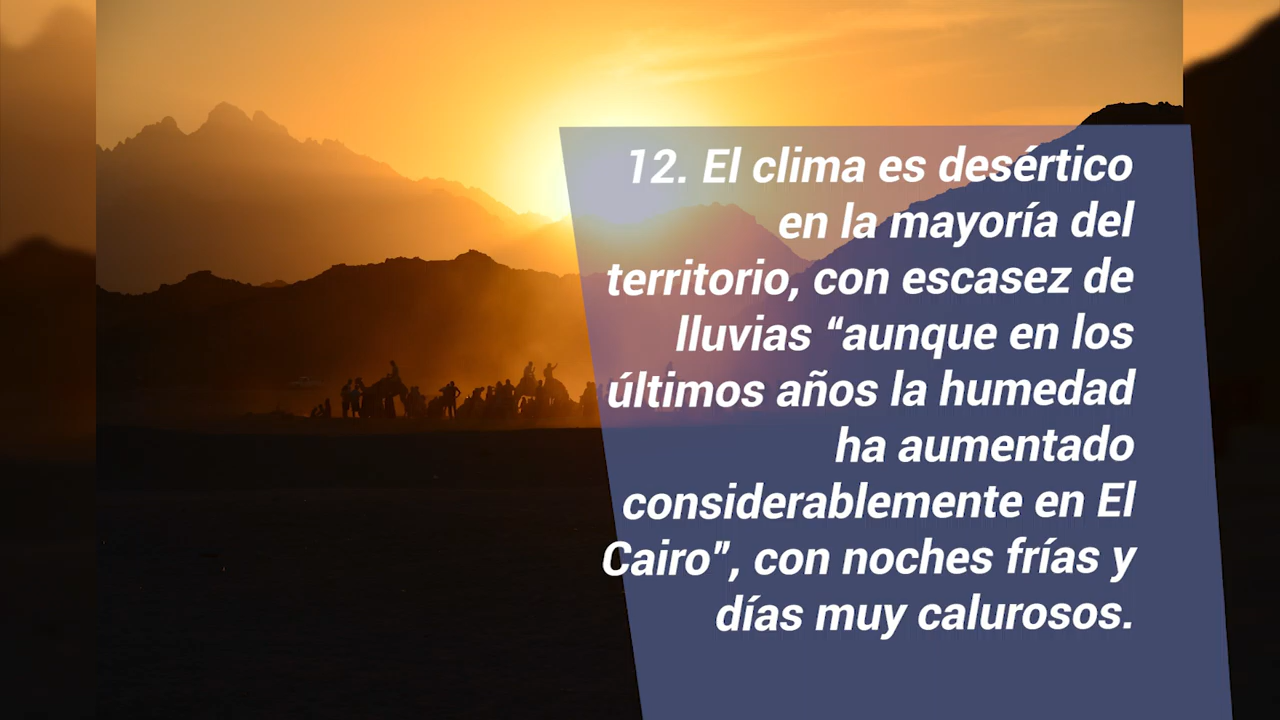 12. El clima es desértico
en la mayoría del
territorio, con escasez de
lluvias “aunque en los
últimos años la humedad
ha aumentado
considerablemente en El
Cairo”, con noches frías y
días muy calurosos.